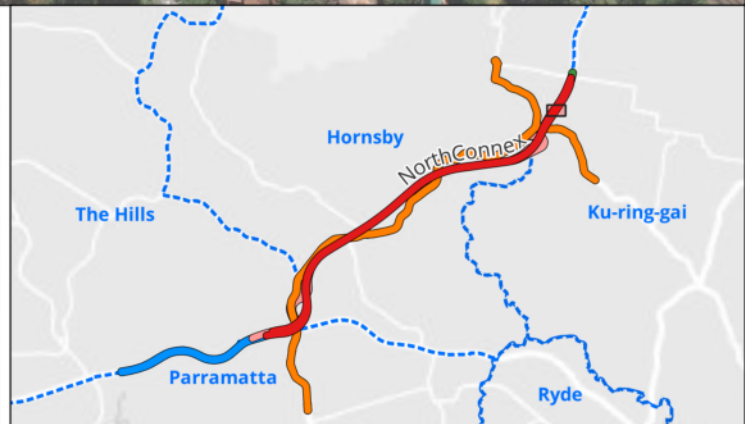 Hornsby
NorthConnex
The Hills
Ku-ring-gai
Parramatta
Ryde